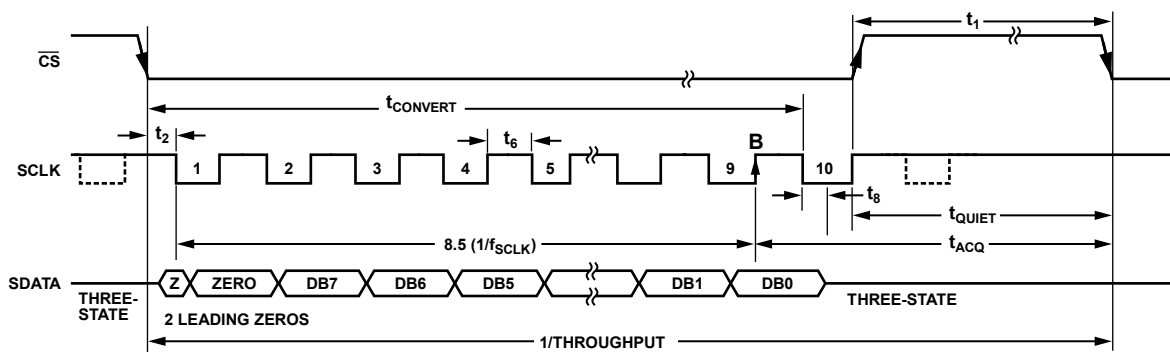 t1
CS
tCONVERT
t2
t6
B
SCLK
1
2
3
4
5
9
10
t8
tQUIET
8.5 (1/fSCLK)
tACQ
SDATA
Z
ZERO
DB7
DB6
DB5
DB1
DB0
THREE-
STATE
THREE-STATE
2 LEADING ZEROS
1/THROUGHPUT